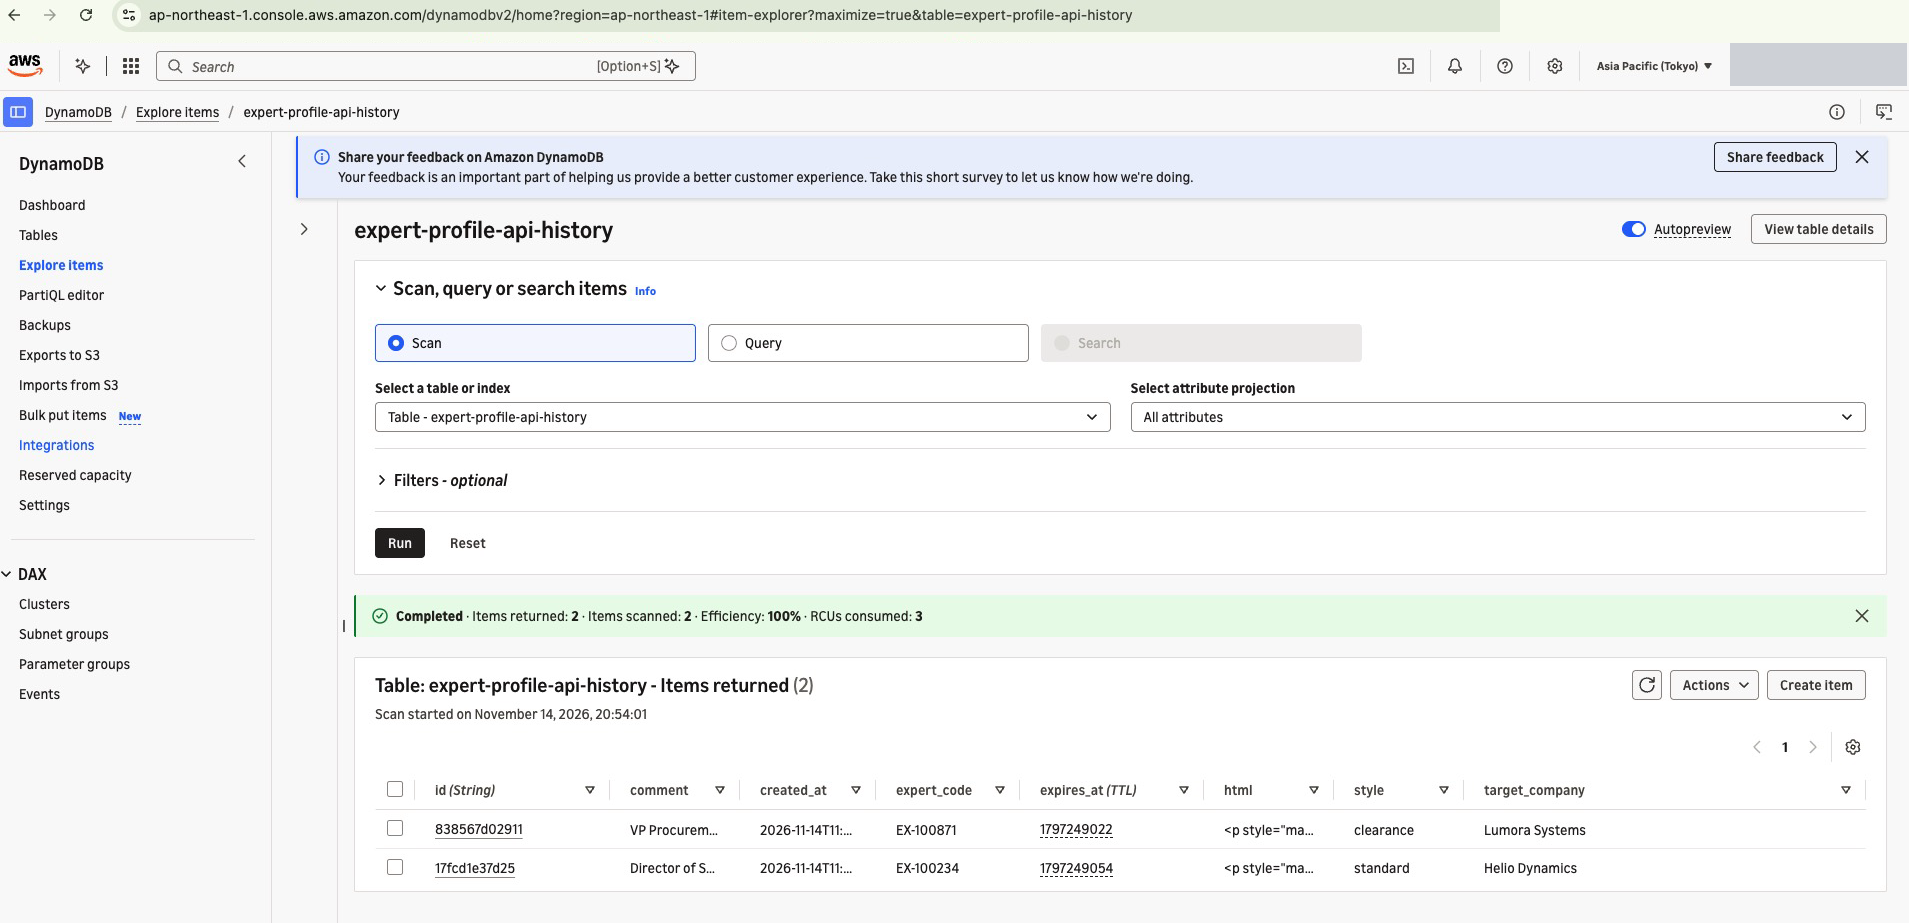 ap-northeast-1.console.aws.amazon.com/dynamodbv2/home?region=ap-northeast-1#item-explorer?maximize=true&table=expert-profile-api-history
aws
Search [Option+S]
Asia Pacific (Tokyo)
DynamoDB / Explore items / expert-profile-api-history
DynamoDB
Dashboard
Tables
Explore items
PartiQL editor
Backups
Exports to S3
Imports from S3
Bulk put items New
Integrations
Reserved capacity
Settings
DAX
Clusters
Subnet groups
Parameter groups
Events
Share your feedback on Amazon DynamoDB
Your feedback is an important part of helping us provide a better customer experience. Take this short survey to let us know how we're doing.
Share feedback
expert-profile-api-history
Autopreview
View table details
Scan, query or search items Info
Scan
Query
Search
Select a table or index
Table - expert-profile-api-history
Select attribute projection
All attributes
Filters - optional
Run
Reset
Completed · Items returned: 2 · Items scanned: 2 · Efficiency: 100% · RCUs consumed: 3
Table: expert-profile-api-history - Items returned (2)
Scan started on November 14, 2026, 20:54:01
Actions
Create item
1
id (String) comment created_at expert_code expires_at (TTL) html style target_company
838567d02911 VP Procurem... 2026-11-14T11:... EX-100871 1797249022 <p style="ma... clearance Lumora Systems
17fcd1e37d25 Director of S... 2026-11-14T11:... EX-100234 1797249054 <p style="ma... standard Helio Dynamics